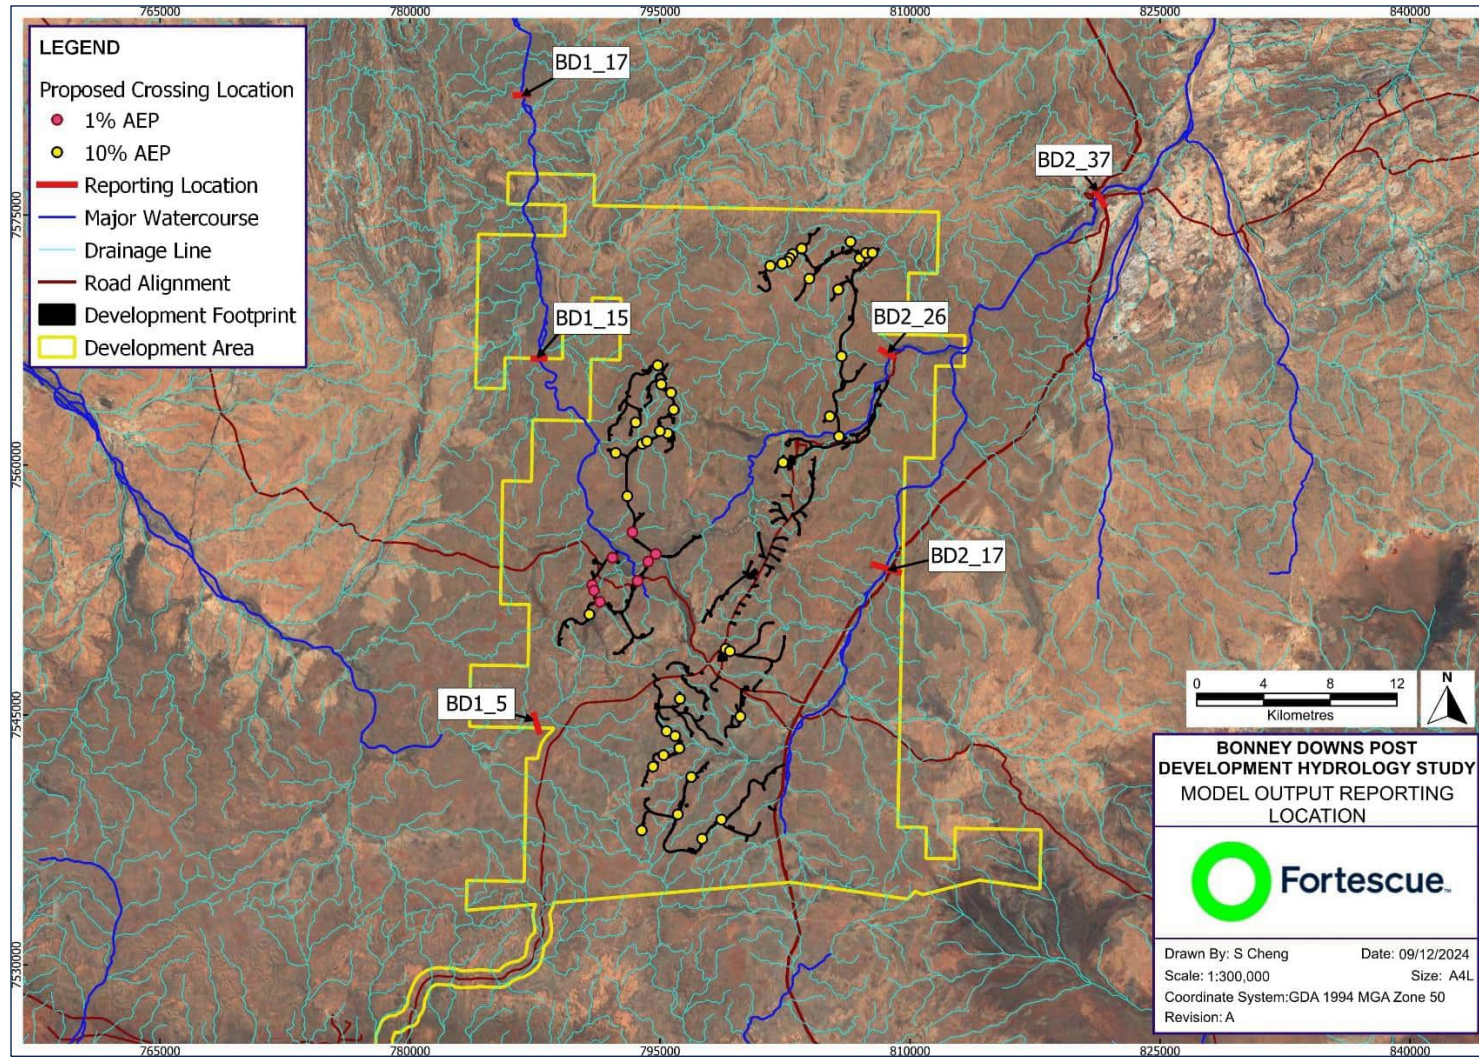 765000
780000
795000
810000
825000
840000
LEGEND
Proposed Crossing Location
1% AEP
10% AEP
Reporting Location
Major Watercourse
Drainage Line
Road Alignment
Development Footprint
Development Area
BD1_17
BD2_37
BD1_15
BD2_26
BD2_17
BD1_5
7575000
7560000
7545000
7530000
N
0 4 8 12
Kilometres
BONNEY DOWNS POST
DEVELOPMENT HYDROLOGY STUDY
MODEL OUTPUT REPORTING
LOCATION
Fortescue™
Drawn By: S Cheng Date: 09/12/2024
Scale: 1:300,000 Size: A4L
Coordinate System:GDA 1994 MGA Zone 50
Revision: A
765000
780000
795000
810000
825000
840000